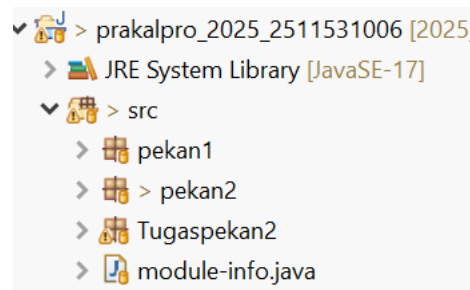 > prakalpro_2025_2511531006 [2025
JRE System Library [JavaSE-17]
> src
pekan1
> pekan2
Tugaspekan2
module-info.java